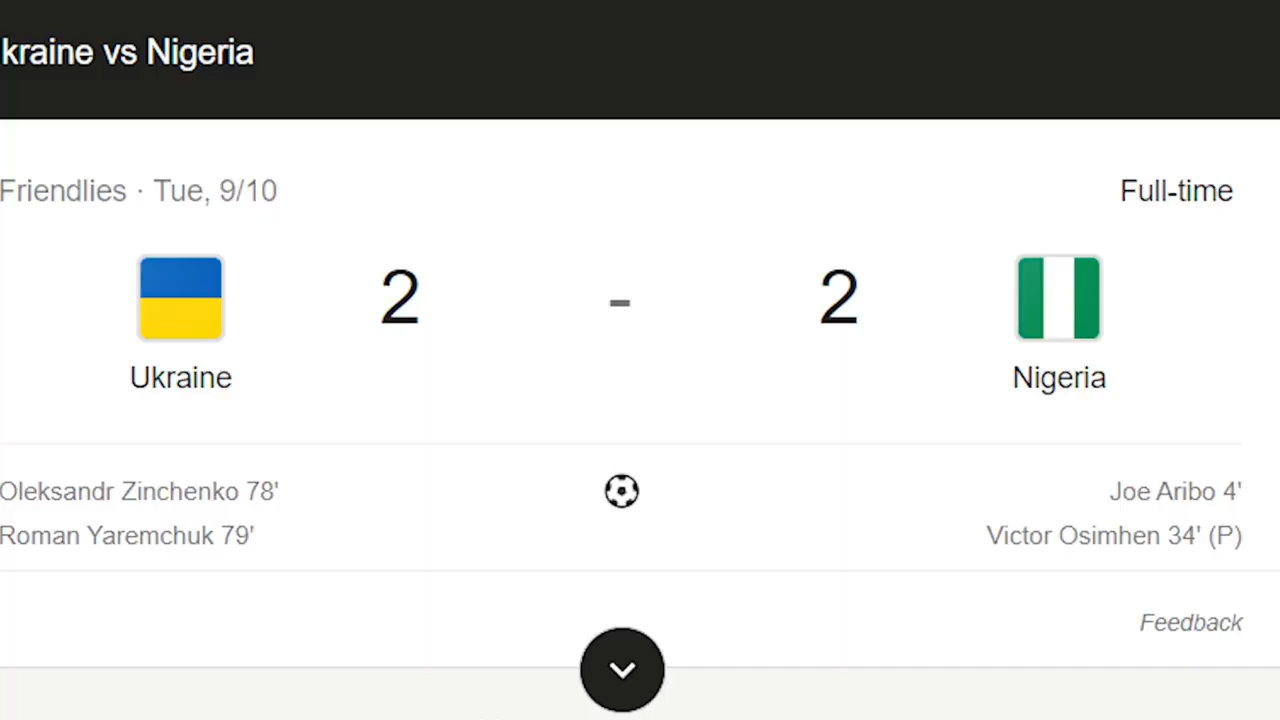 kraine vs Nigeria
Friendlies · Tue, 9/10
Full-time
2 - 2
Ukraine
Nigeria
Oleksandr Zinchenko 78'
Joe Aribo 4'
Roman Yaremchuk 79'
Victor Osimhen 34' (P)
Feedback